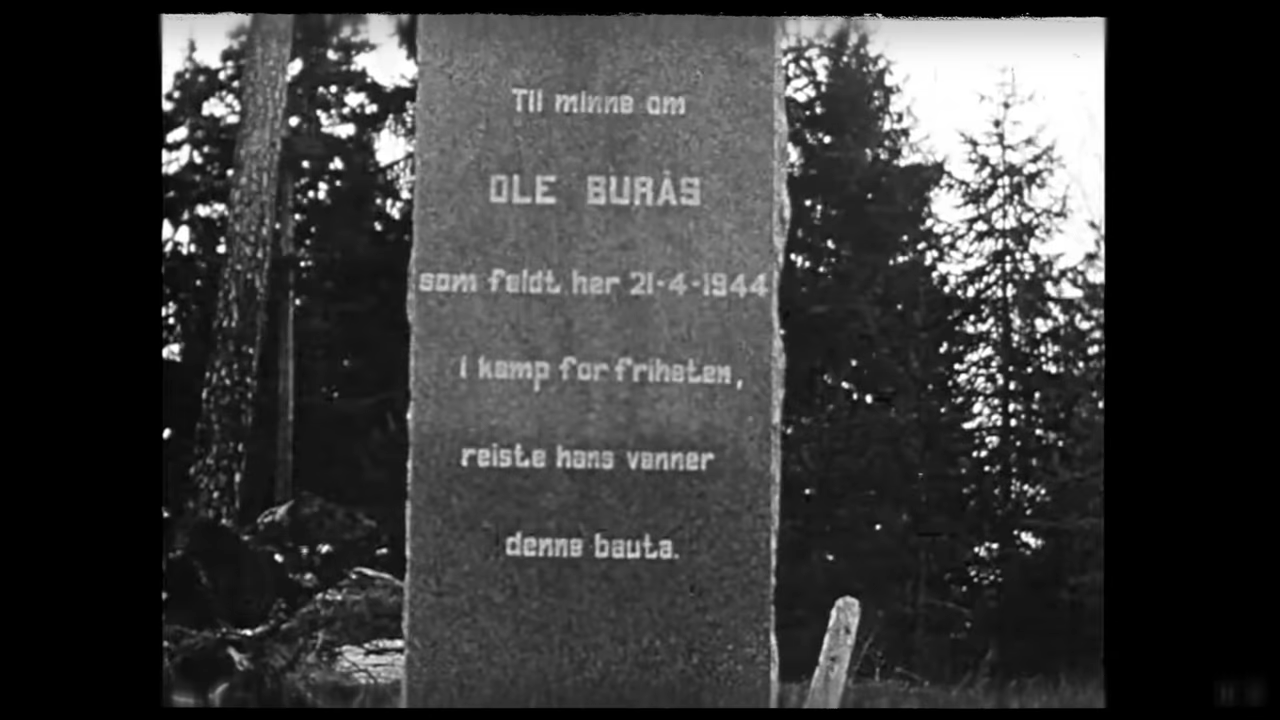 Til minne om
OLE BURÅS
som feldt her 21-4-1944
i kamp for friheten,
reiste hans venner
denne bauta.